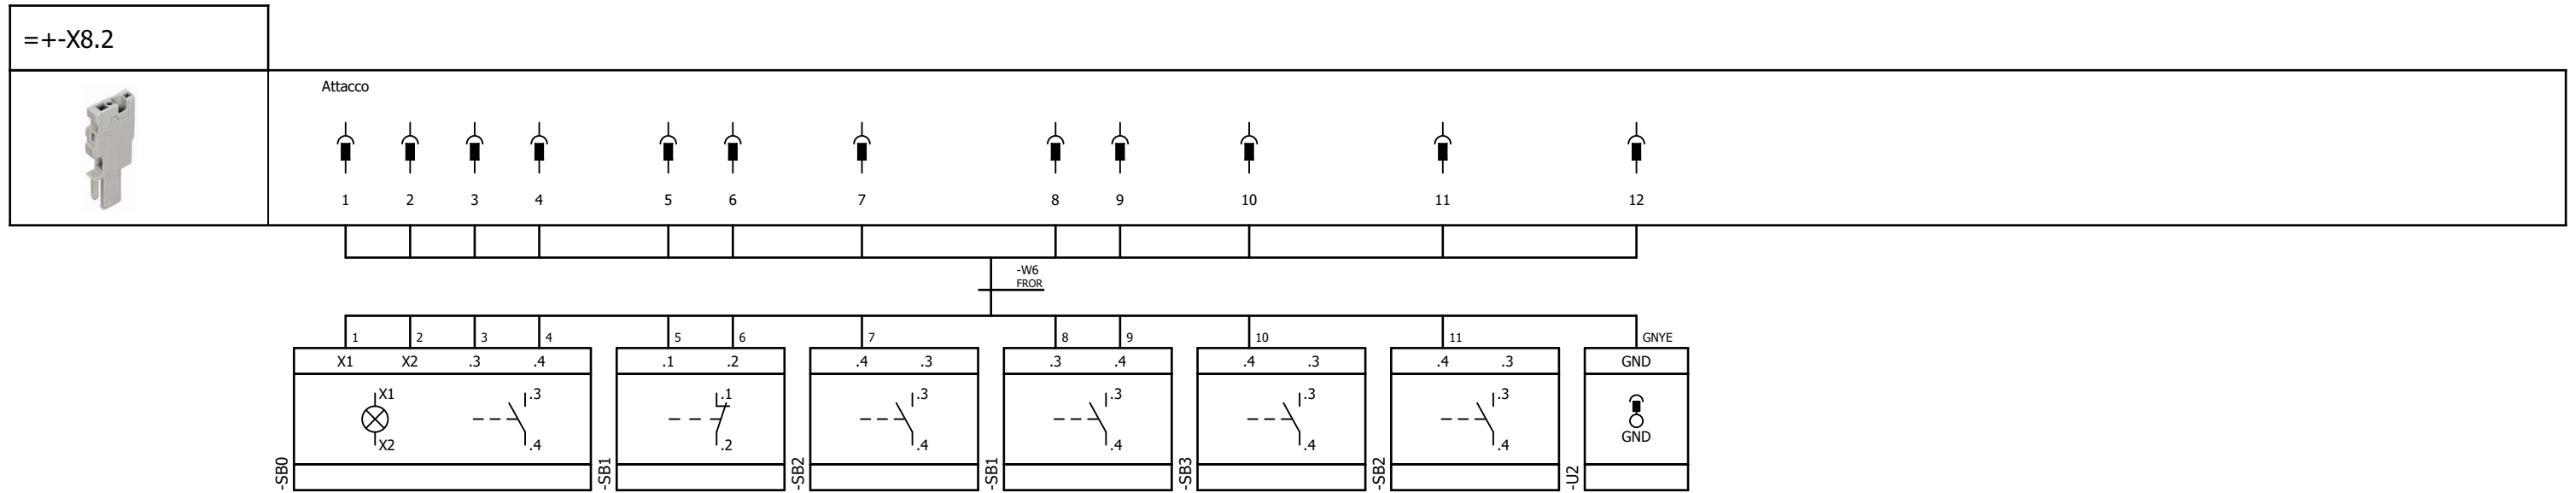 =+-X8.2
Attacco
1 2 3 4 5 6 7 8 9 10 11 12
-W6
FROR
1 2 3 4 5 6 7 8 9 10 11 GNYE
X1 X2 .3 .4 .1 .2 .4 .3 .3 .4 .4 .3 .4 .3 GND
X1 .3 .1 .3 .3 .3 .3
X2 .4 .2 .4 .4 .4 .4 GND
-SB0 -SB1 -SB2 -SB1 -SB3 -SB2 -U2